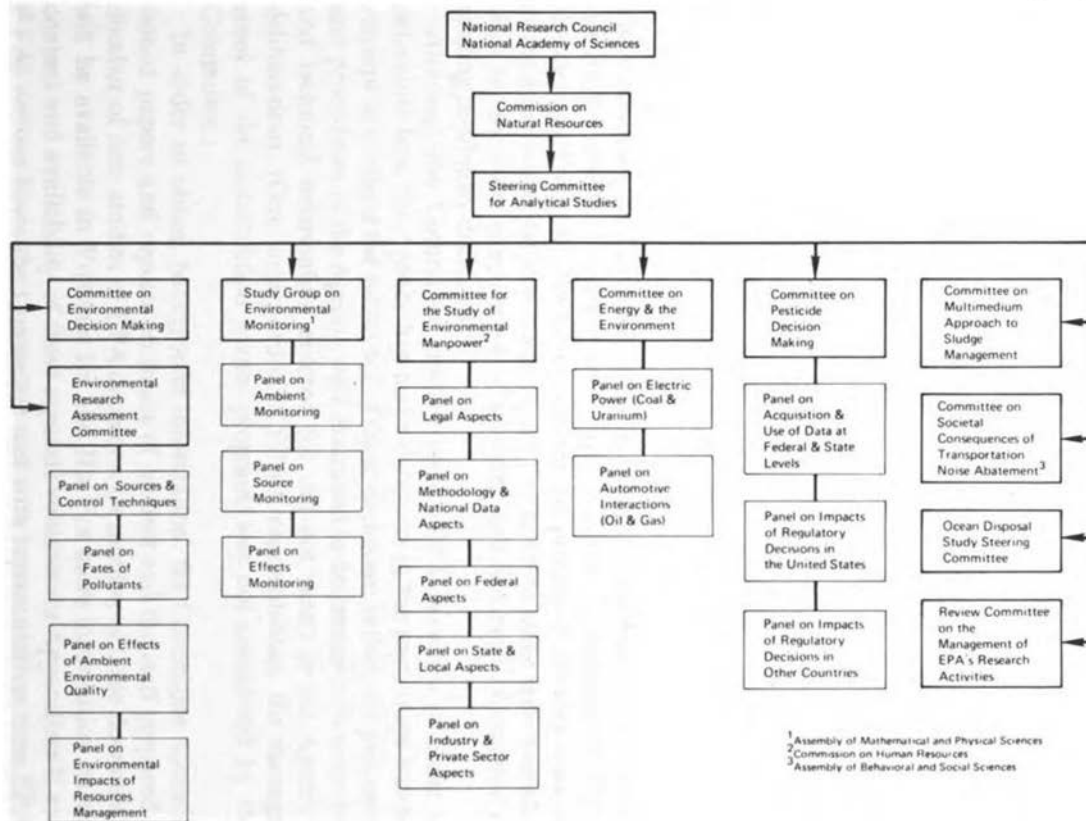 National Research Council
National Academy of Sciences
Commission on
Natural Resources
Steering Committee
for Analytical Studies
Committee on
Environmental
Decision Making
Environmental
Research
Assessment
Committee
Panel on Sources &
Control Techniques
Panel on
Fates of
Pollutants
Panel on Effects
of Ambient
Environmental
Quality
Panel on
Environmental
Impacts of
Resources
Management
Study Group on
Environmental
Monitoring1
Panel on
Ambient
Monitoring
Panel on
Source
Monitoring
Panel on
Effects
Monitoring
Committee for
the Study of
Environmental
Manpower2
Panel on
Legal Aspects
Panel on
Methodology &
National Data
Aspects
Panel on Federal
Aspects
Panel on State &
Local Aspects
Panel on
Industry &
Private Sector
Aspects
Committee on
Energy & the
Environment
Panel on Electric
Power (Coal &
Uranium)
Panel on
Automotive
Interactions
(Oil & Gas)
Committee on
Pesticide
Decision
Making
Panel on
Acquisition &
Use of Data at
Federal & State
Levels
Panel on Impacts
of Regulatory
Decisions in
the United States
Panel on Impacts
of Regulatory
Decisions in
Other Countries
Committee on
Multimedium
Approach to
Sludge
Management
Committee on
Societal
Consequences of
Transportation
Noise Abatement3
Ocean Disposal
Study Steering
Committee
Review Committee
on the
Management of
EPA's Research
Activities
1Assembly of Mathematical and Physical Sciences
2Commission on Human Resources
3Assembly of Behavioral and Social Sciences